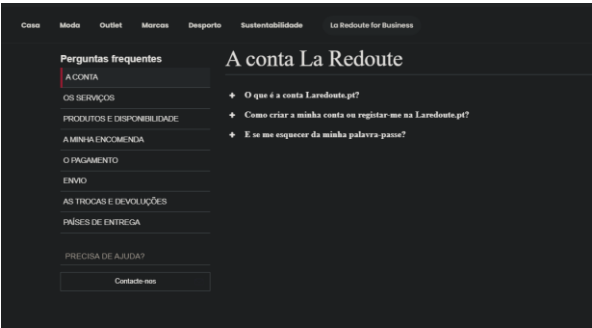 Casa Moda Outlet Marcas Desporto Sustentabilidade La Redoute for Business
Perguntas frequentes
A CONTA
OS SERVIÇOS
PRODUTOS E DISPONIBILIDADE
A MINHA ENCOMENDA
O PAGAMENTO
ENVIO
AS TROCAS E DEVOLUÇÕES
PAÍSES DE ENTREGA
PRECISA DE AJUDA?
Contacte-nos
A conta La Redoute
+ O que é a conta Laredoute.pt?
+ Como criar a minha conta ou registar-me na Laredoute.pt?
+ E se me esquecer da minha palavra-passe?